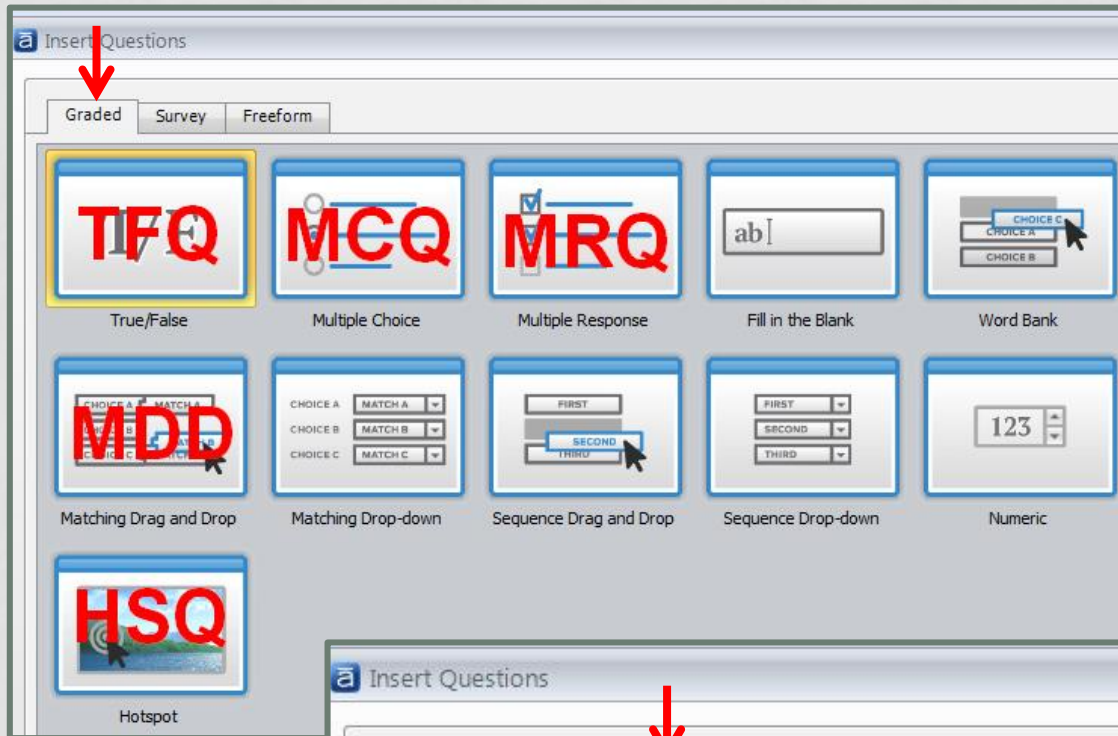 Insert Questions
Graded Survey Freeform
TFQ MCQ MRQ ab CHOICE C
CHOICE A
CHOICE B
True/False Multiple Choice Multiple Response Fill in the Blank Word Bank
CHOICE A MATCH A CHOICE A MATCH A FIRST FIRST
MDD CHOICE B MATCH B SECOND SECOND 123
CHOICE C CHOICE C MATCH C THIRD THIRD
Matching Drag and Drop Matching Drop-down Sequence Drag and Drop Sequence Drop-down Numeric
HSQ
Hotspot
Insert Questions